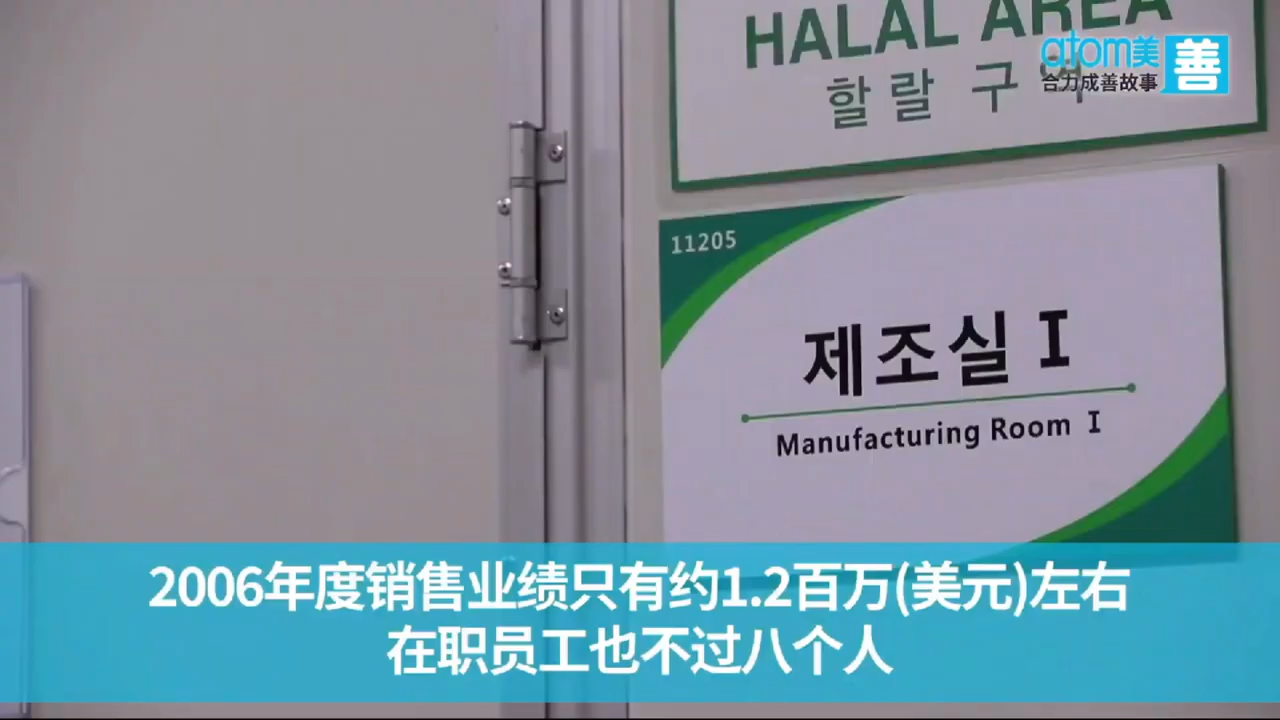 HALAL AREA
할랄 구역
atom美
合力成善故事
善
11205
제조실 I
Manufacturing Room I
2006年度销售业绩只有约1.2百万(美元)左右
在职员工也不过八个人